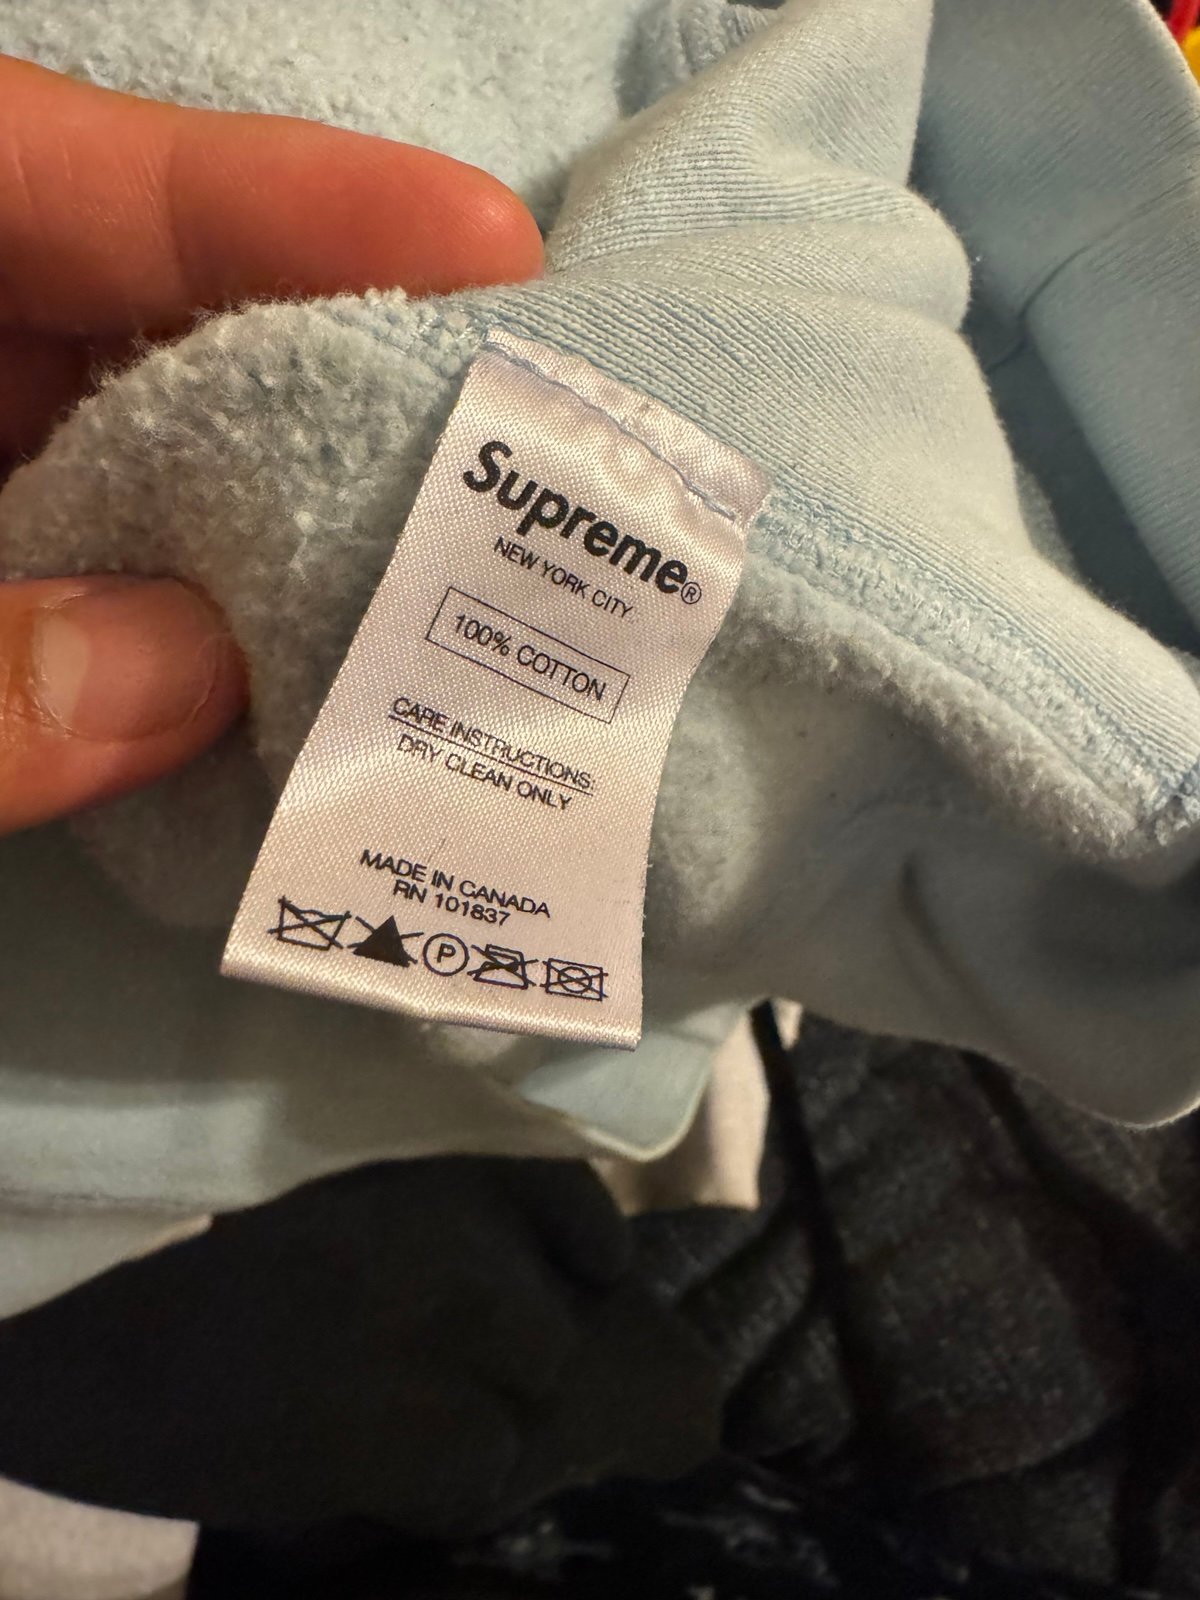 Supreme®
NEW YORK CITY
100% COTTON
CARE INSTRUCTIONS:
DRY CLEAN ONLY
MADE IN CANADA
RN 101837
P